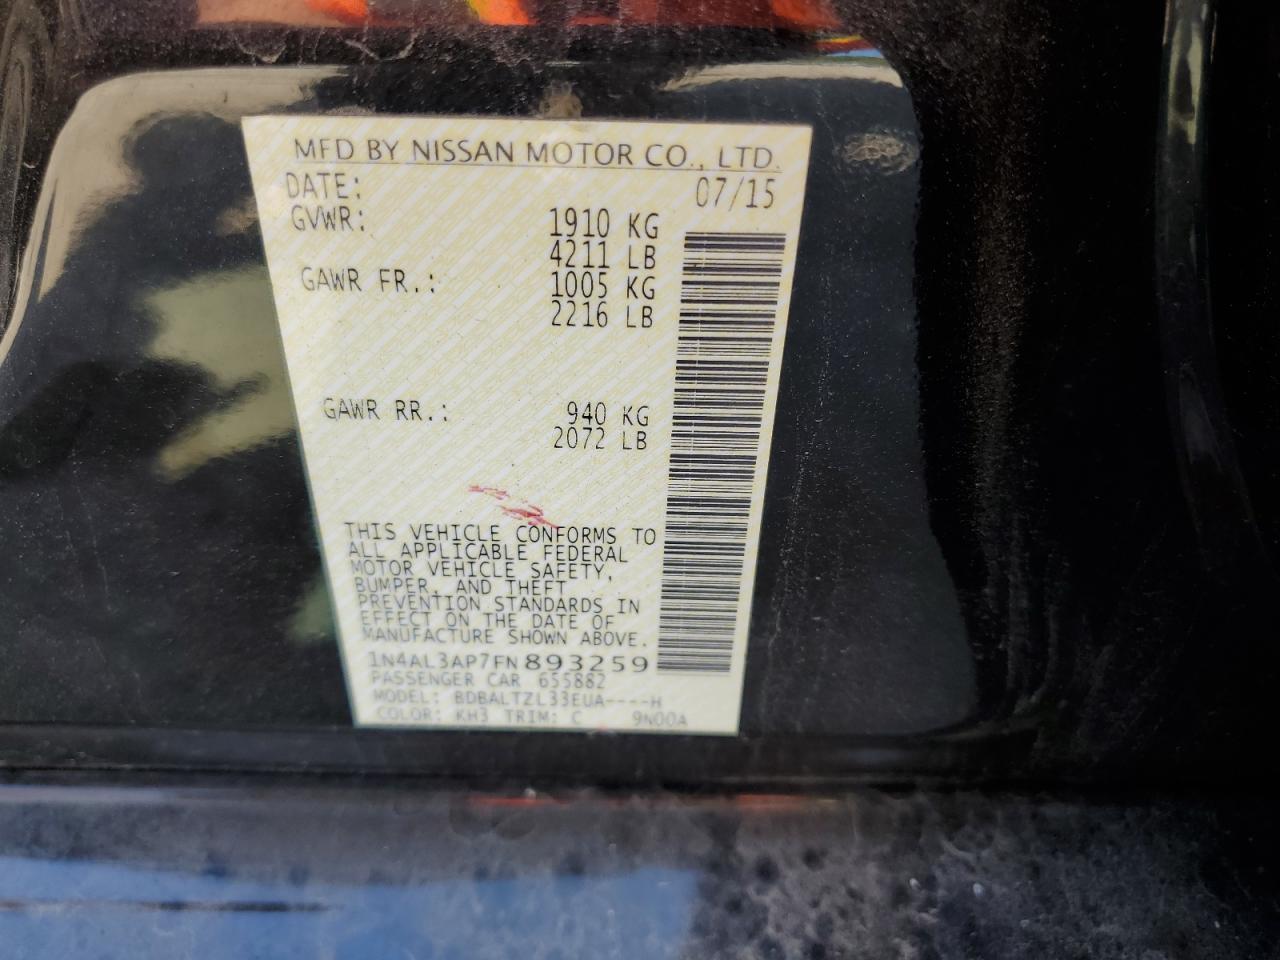 MFD BY NISSAN MOTOR CO., LTD.
DATE: 07/15
GVWR: 1910 KG
4211 LB
GAWR FR.: 1005 KG
2216 LB
GAWR RR.: 940 KG
2072 LB
THIS VEHICLE CONFORMS TO
ALL APPLICABLE FEDERAL
MOTOR VEHICLE SAFETY,
BUMPER, AND THEFT
PREVENTION STANDARDS IN
EFFECT ON THE DATE OF
MANUFACTURE SHOWN ABOVE.
1N4AL3AP7FN893259
PASSENGER CAR 655882
MODEL: BDBALTZL33EUA----H
COLOR: KH3 TRIM: C 9N00A